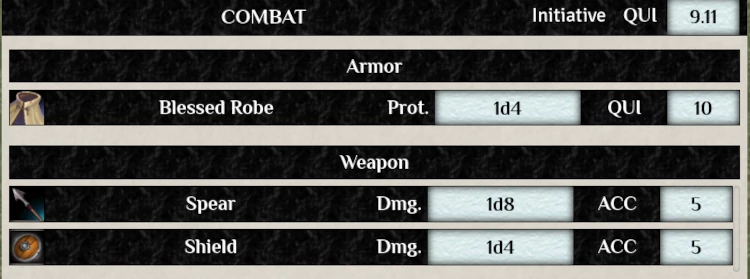 COMBAT Initiative QUI 9.11
Armor
Blessed Robe Prot. 1d4 QUI 10
Weapon
Spear Dmg. 1d8 ACC 5
Shield Dmg. 1d4 ACC 5